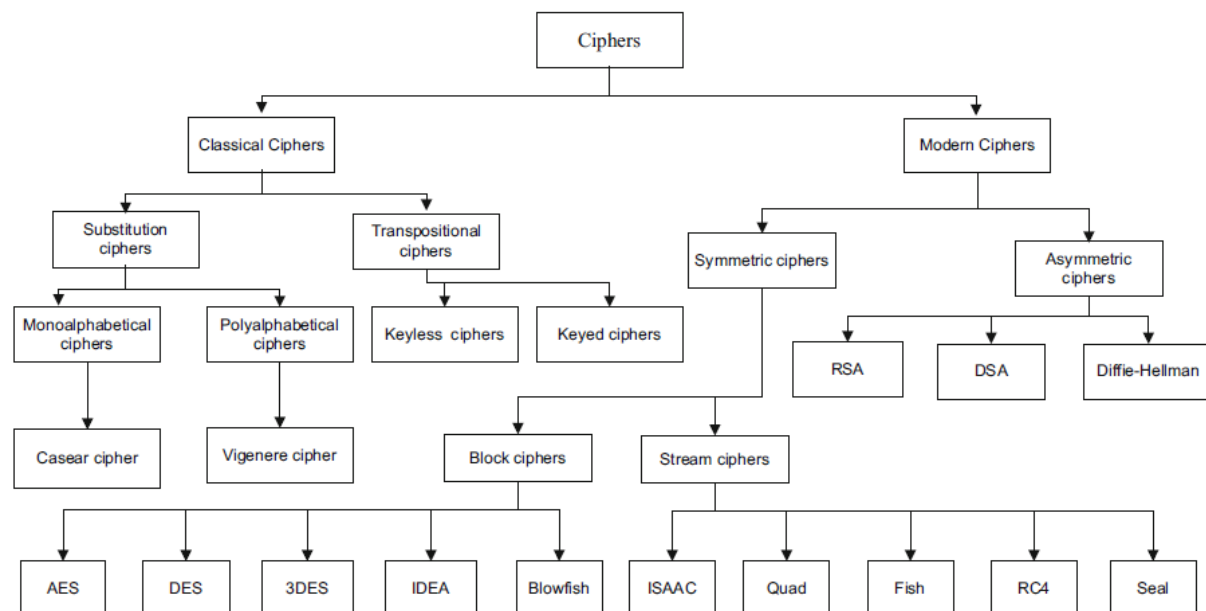 Ciphers
Classical Ciphers
Modern Ciphers
Substitution
ciphers
Transpositional
ciphers
Symmetric ciphers
Asymmetric
ciphers
Monoalphabetical
ciphers
Polyalphabetical
ciphers
Keyless ciphers
Keyed ciphers
RSA
DSA
Diffie-Hellman
Casear cipher
Vigenere cipher
Block ciphers
Stream ciphers
AES
DES
3DES
IDEA
Blowfish
ISAAC
Quad
Fish
RC4
Seal